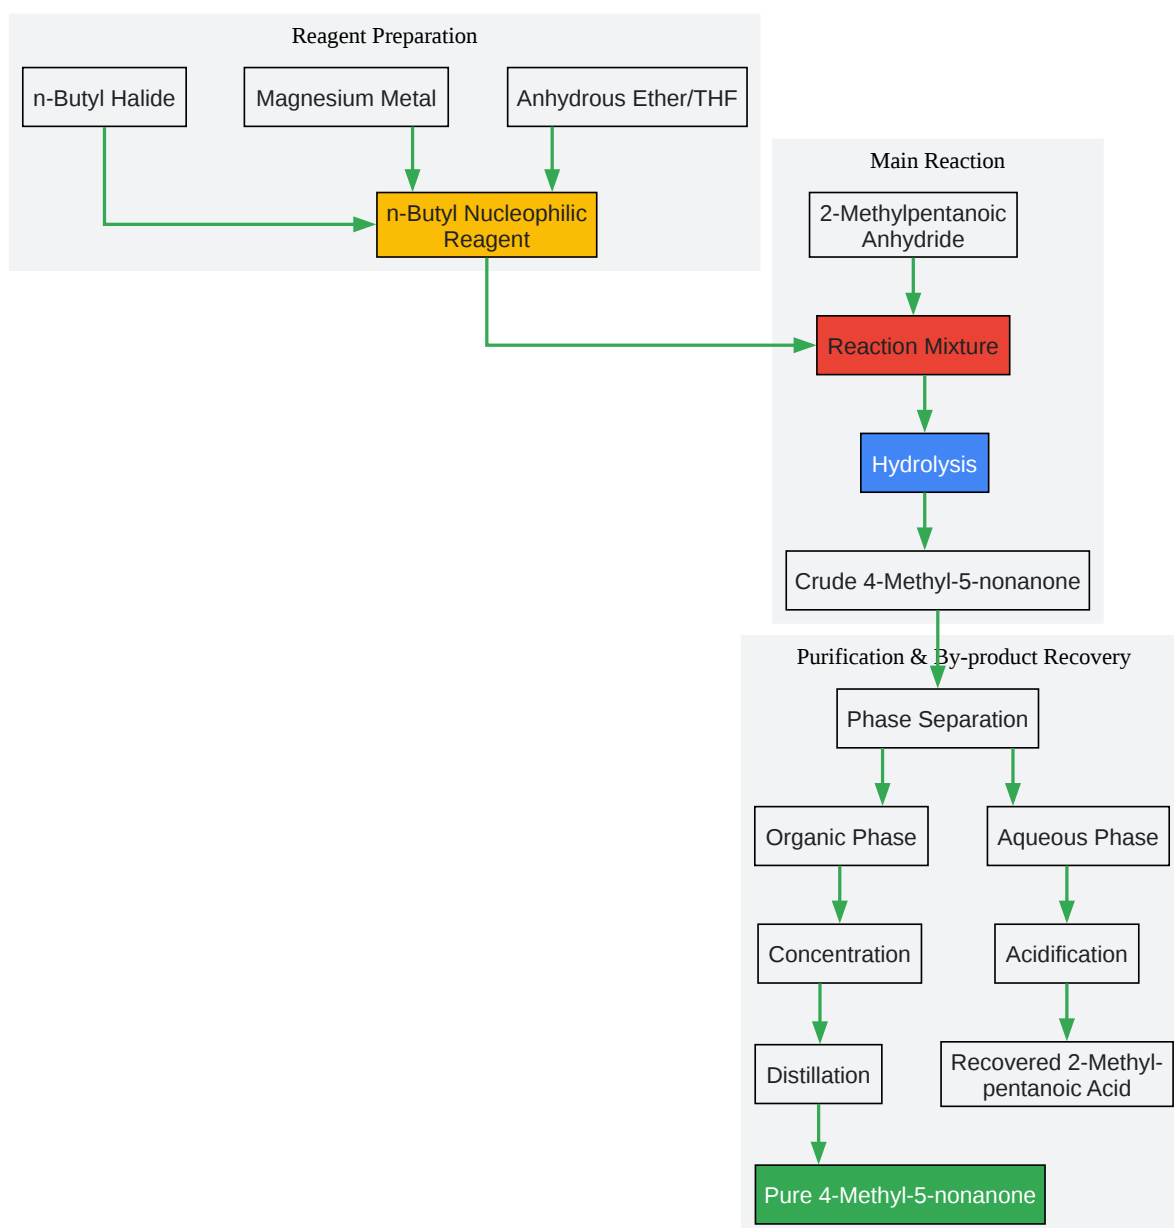 Reagent Preparation
n-Butyl Halide
Magnesium Metal
Anhydrous Ether/THF
n-Butyl Nucleophilic
Reagent
Main Reaction
2-Methylpentanoic
Anhydride
Reaction Mixture
Hydrolysis
Crude 4-Methyl-5-nonanone
Purification & By-product Recovery
Phase Separation
Organic Phase
Aqueous Phase
Concentration
Acidification
Distillation
Recovered 2-Methyl-
pentanoic Acid
Pure 4-Methyl-5-nonanone